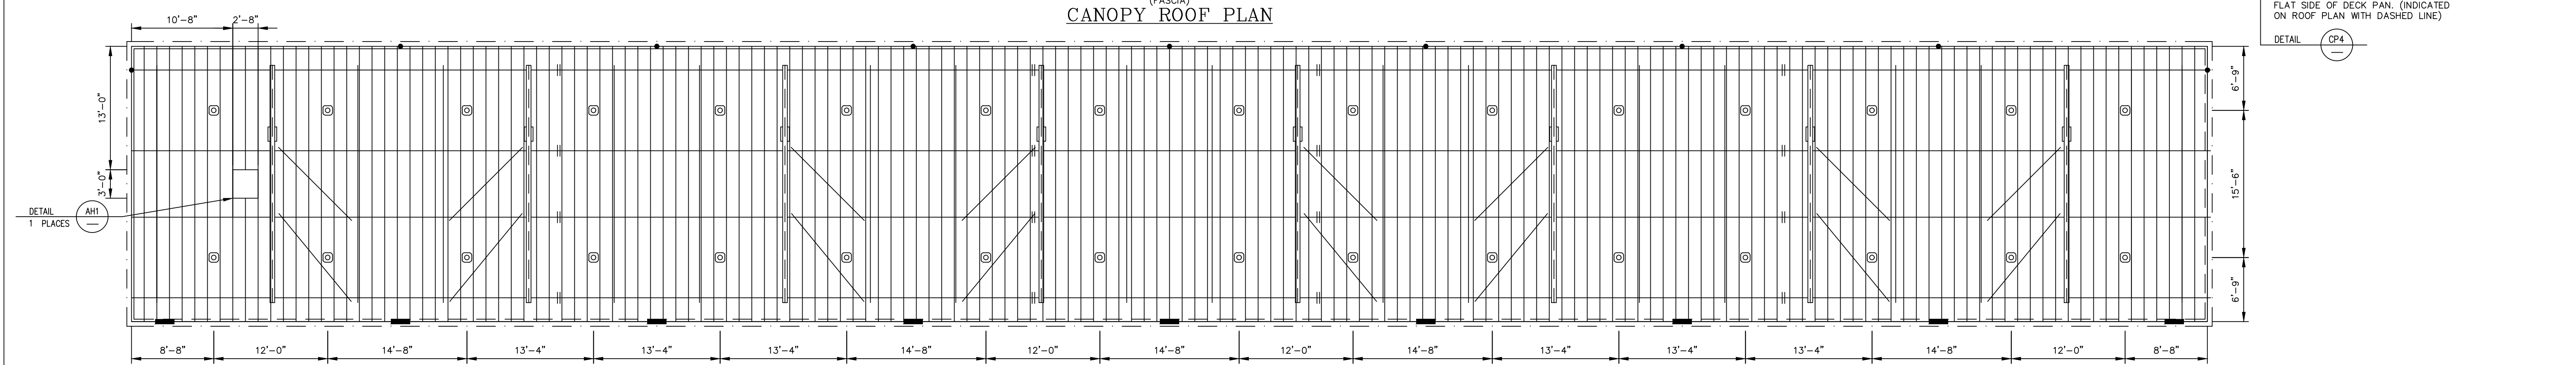 (FASCIA)
CANOPY ROOF PLAN
FLAT SIDE OF DECK PAN. (INDICATED
ON ROOF PLAN WITH DASHED LINE)
DETAIL CP4
—
10'-8" 2'-8"
13'-0"
3'-0"
DETAIL AH1
1 PLACES —
6'-9"
15'-6"
6'-9"
8'-8" 12'-0" 14'-8" 13'-4" 13'-4" 13'-4" 14'-8" 12'-0" 14'-8" 12'-0" 14'-8" 13'-4" 13'-4" 13'-4" 14'-8" 12'-0" 8'-8"